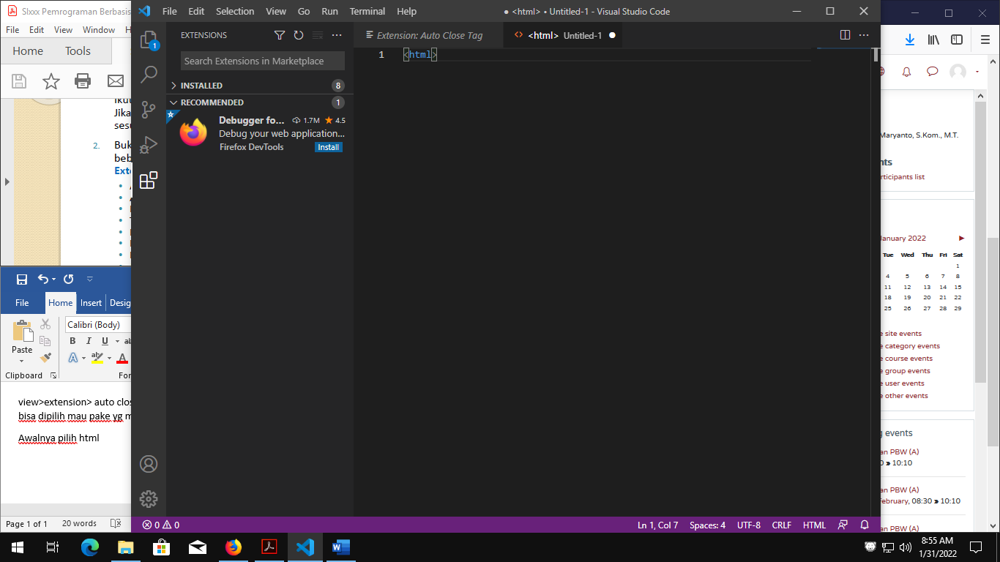 Slxxx Pemrograman Berbasis
File Edit View Window H
Home Tools
Ikut
Jika
sesu
2. Buk
beb
Exte
File Edit Selection View Go Run Terminal Help
● <html> • Untitled-1 - Visual Studio Code
EXTENSIONS
Search Extensions in Marketplace
INSTALLED 8
RECOMMENDED 1
Debugger fo... 1.7M ★ 4.5
Debug your web application...
Firefox DevTools Install
1
Extension: Auto Close Tag
<html> Untitled-1 ●
1 <html>
Maryanto, S.Kom., M.T.
nts
rticipants list
January 2022 ►
Tue Wed Thu Fri Sat
1
4 5 6 7 8
11 12 13 14 15
18 19 20 21 22
25 26 27 28 29
e site events
e category events
e course events
e group events
e user events
e other events
g events
an PBW (A)
0 » 10:10
an PBW (A)
February, 08:30 » 10:10
an PBW (A)
File Home Insert Desig
Calibri (Body)
B I U ab
Paste
A ab A
Clipboard For
view>extension> auto clos
bisa dipilih mau pake yg m
Awalnya pilih html
Page 1 of 1 20 words
0 0
Ln 1, Col 7 Spaces: 4 UTF-8 CRLF HTML
8:55 AM
1/31/2022